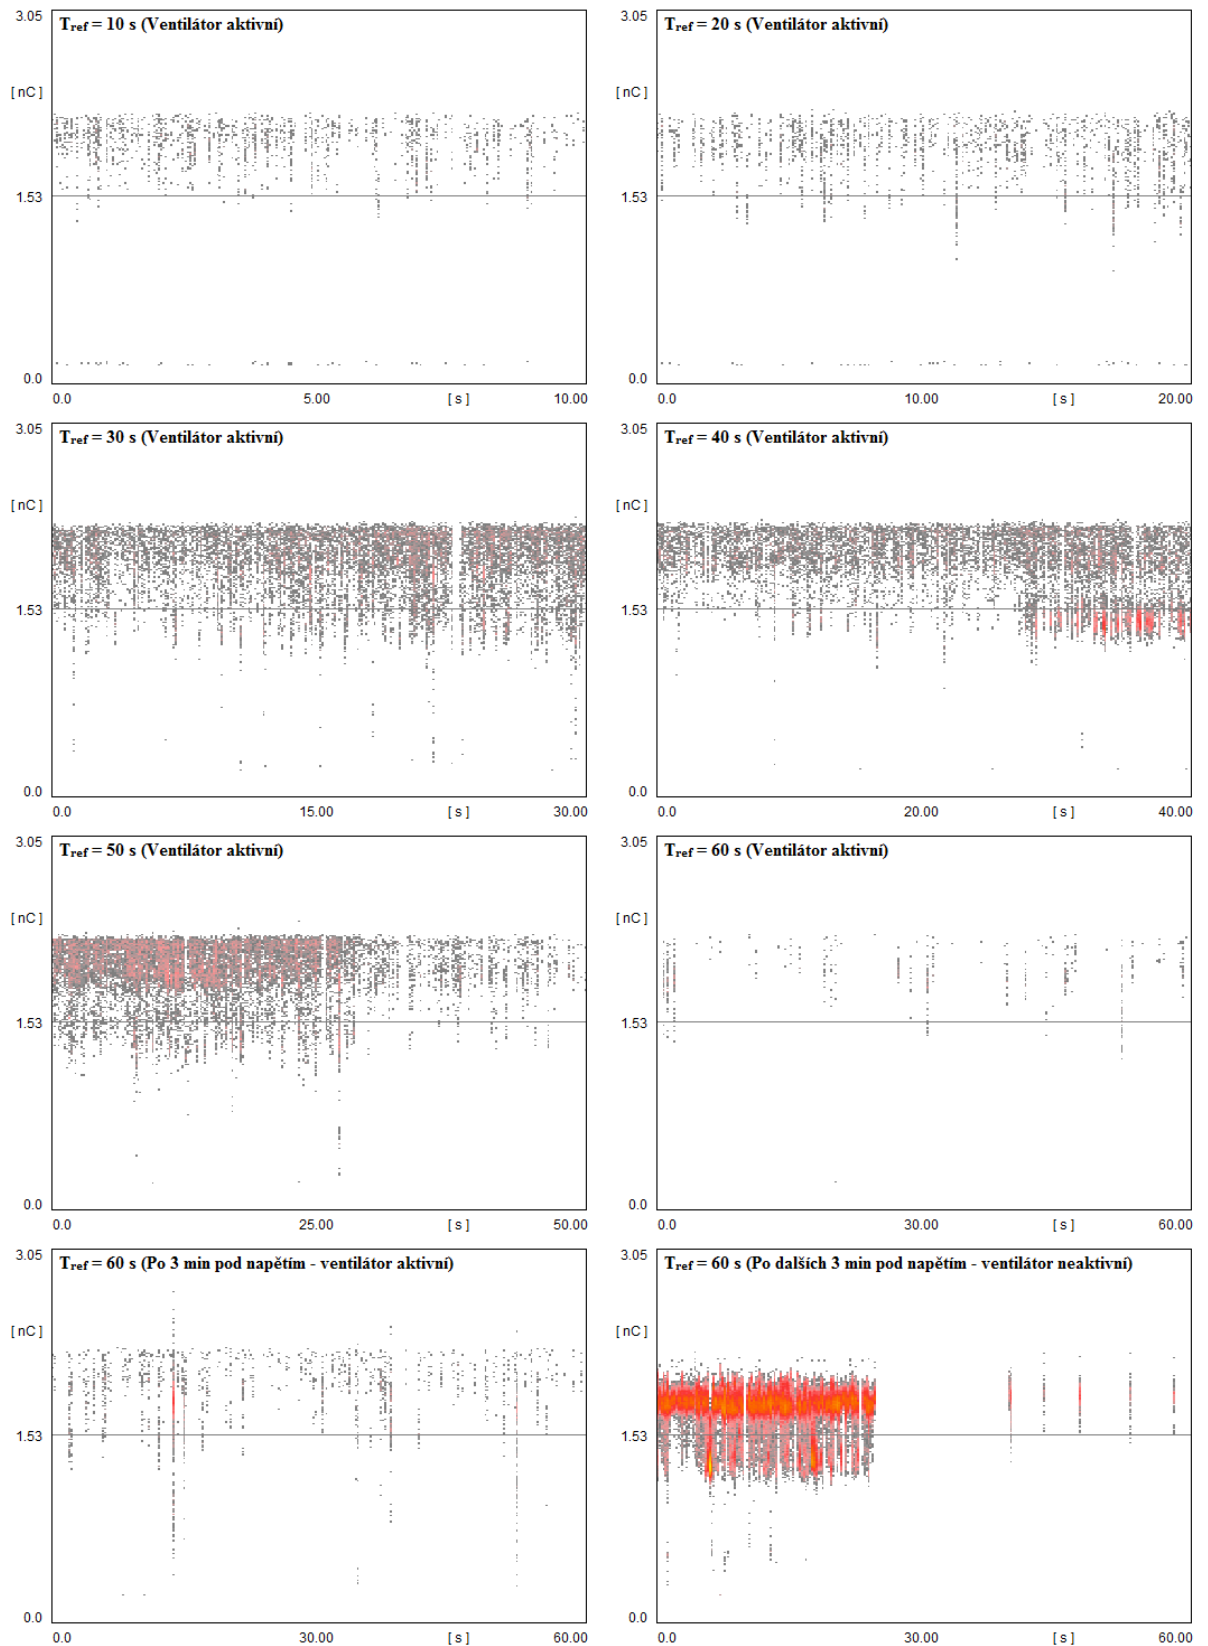 3.05
T_ref = 10 s (Ventilátor aktivní)
[ nC ]
1.53
0.0
0.0 5.00 [ s ] 10.00
3.05
T_ref = 20 s (Ventilátor aktivní)
[ nC ]
1.53
0.0
0.0 10.00 [ s ] 20.00
3.05
T_ref = 30 s (Ventilátor aktivní)
[ nC ]
1.53
0.0
0.0 15.00 [ s ] 30.00
3.05
T_ref = 40 s (Ventilátor aktivní)
[ nC ]
1.53
0.0
0.0 20.00 [ s ] 40.00
3.05
T_ref = 50 s (Ventilátor aktivní)
[ nC ]
1.53
0.0
0.0 25.00 [ s ] 50.00
3.05
T_ref = 60 s (Ventilátor aktivní)
[ nC ]
1.53
0.0
0.0 30.00 [ s ] 60.00
3.05
T_ref = 60 s (Po 3 min pod napětím - ventilátor aktivní)
[ nC ]
1.53
0.0
0.0 30.00 [ s ] 60.00
3.05
T_ref = 60 s (Po dalších 3 min pod napětím - ventilátor neaktivní)
[ nC ]
1.53
0.0
0.0 30.00 [ s ] 60.00